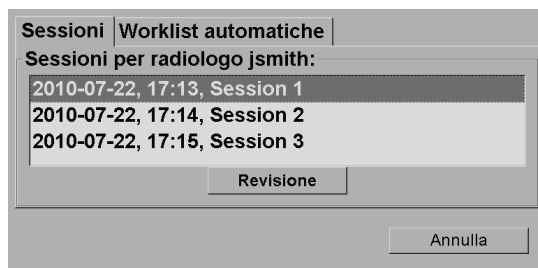 Sessioni Worklist automatiche
Sessioni per radiologo jsmith:
2010-07-22, 17:13, Session 1
2010-07-22, 17:14, Session 2
2010-07-22, 17:15, Session 3
Revisione
Annulla